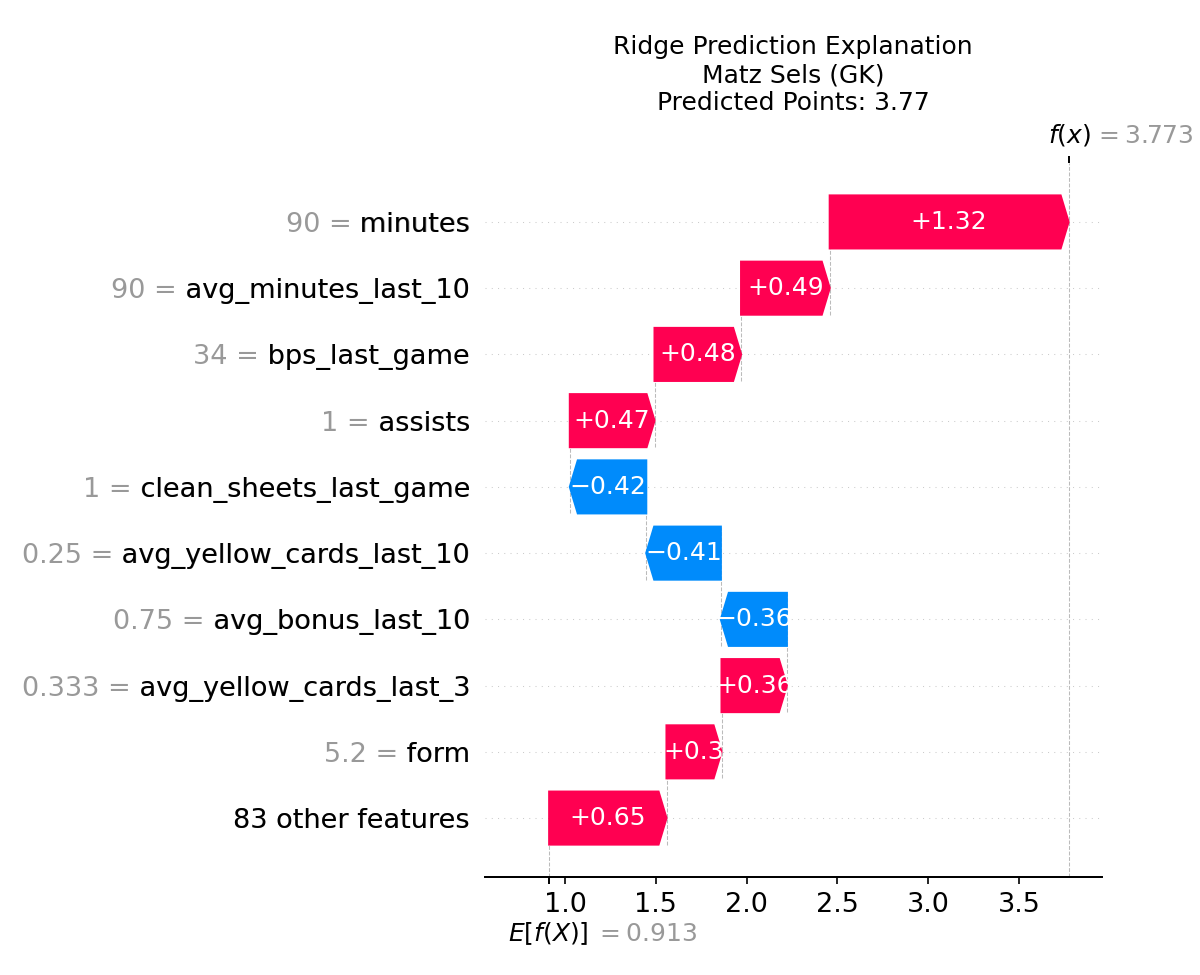 Ridge Prediction Explanation
Matz Sels (GK)
Predicted Points: 3.77
f(x) = 3.773
90 = minutes
+1.32
90 = avg_minutes_last_10
+0.49
34 = bps_last_game
+0.48
1 = assists
+0.47
1 = clean_sheets_last_game
−0.42
0.25 = avg_yellow_cards_last_10
−0.41
0.75 = avg_bonus_last_10
−0.36
0.333 = avg_yellow_cards_last_3
+0.36
5.2 = form
+0.3
83 other features
+0.65
1.0 1.5 2.0 2.5 3.0 3.5
E[f(X)] = 0.913